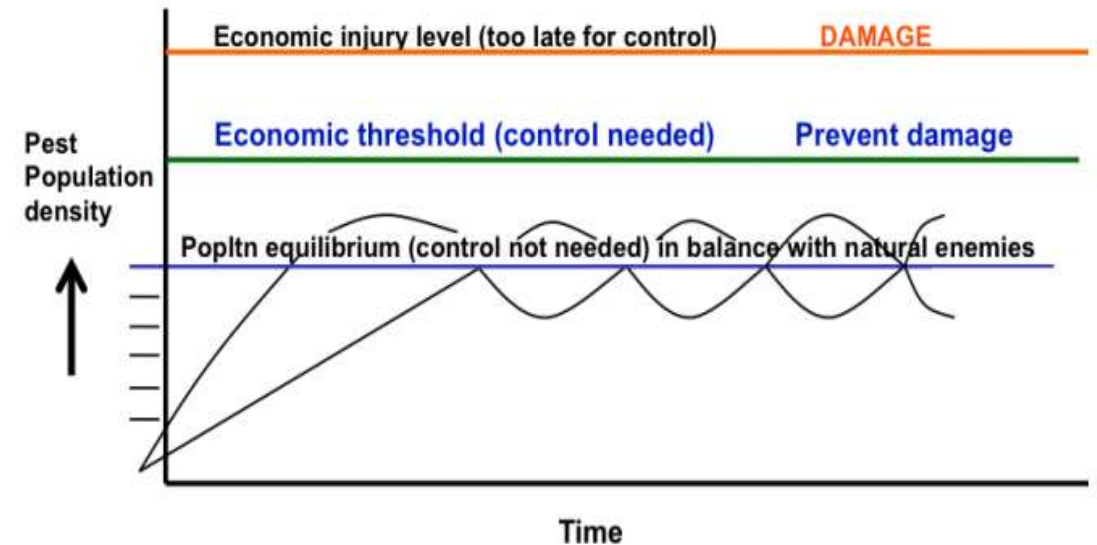 Economic injury level (too late for control) DAMAGE
Economic threshold (control needed) Prevent damage
Pest
Population
density
Popltn equilibrium (control not needed) in balance with natural enemies
Time